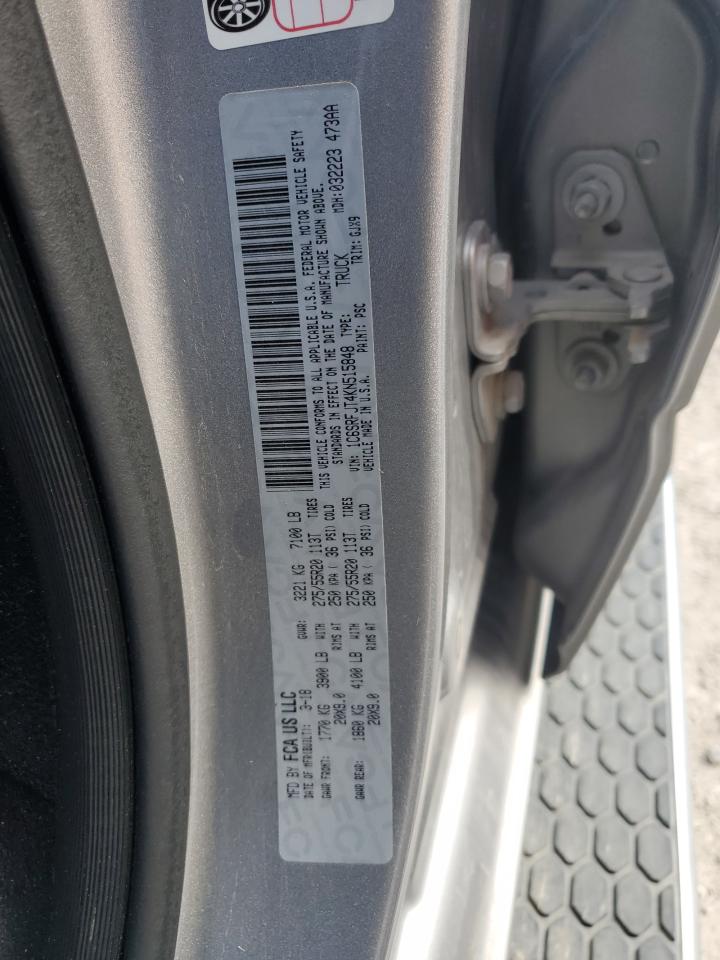 MFD BY FCA US LLC
DATE OF MFR(BUILT): 3-18 GVWR: 3221 KG 7100 LB
GAWR FRONT: 1770 KG 3900 LB WITH 275/55R20 113T TIRES
20X9.0 RIMS AT 250 KPA( 36 PSI) COLD
GAWR REAR: 1860 KG 4100 LB WITH 275/55R20 113T TIRES
20X9.0 RIMS AT 250 KPA( 36 PSI) COLD
THIS VEHICLE CONFORMS TO ALL APPLICABLE U.S.A. FEDERAL MOTOR VEHICLE SAFETY
STANDARDS IN EFFECT ON THE DATE OF MANUFACTURE SHOWN ABOVE.
VIN: 1C6SRFJT4KN515848 TYPE: TRUCK MDH:032223 473AA
VEHICLE MADE IN U.S.A. PAINT: PSC TRIM: GJX9